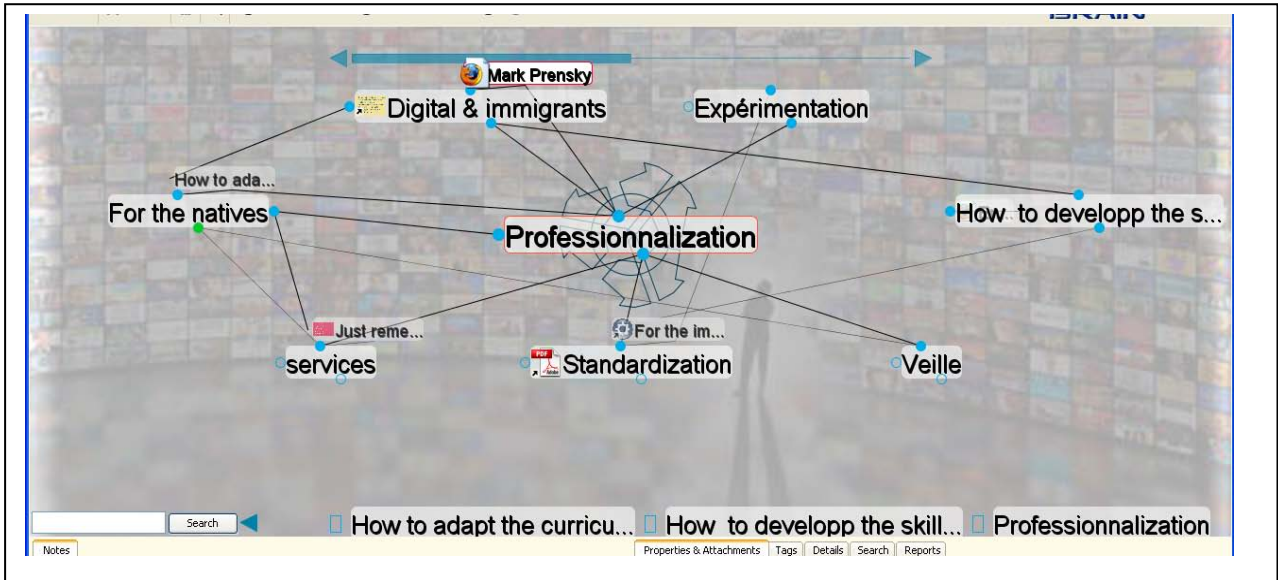 BRAIN
Mark Prensky
Digital & immigrants
Expérimentation
How to ada...
For the natives
How to developp the s...
Professionnalization
Just reme...
For the im...
services
PDF
Standardization
Veille
Search
How to adapt the curricu...
How to developp the skill...
Professionnalization
Notes
Properties & Attachments
Tags
Details
Search
Reports